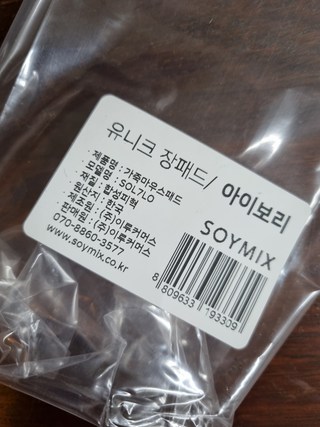 유니크 장패드/ 아이보리
제품명 : 가죽마우스패드
모델명 : SOL7LO
재질 : 합성피혁
원산지 : 한국
제조원 : (주)이루커머스
판매원 : (주)이루커머스
070-8860-3577
www.soymix.co.kr
SOYMIX
8 809633 193309